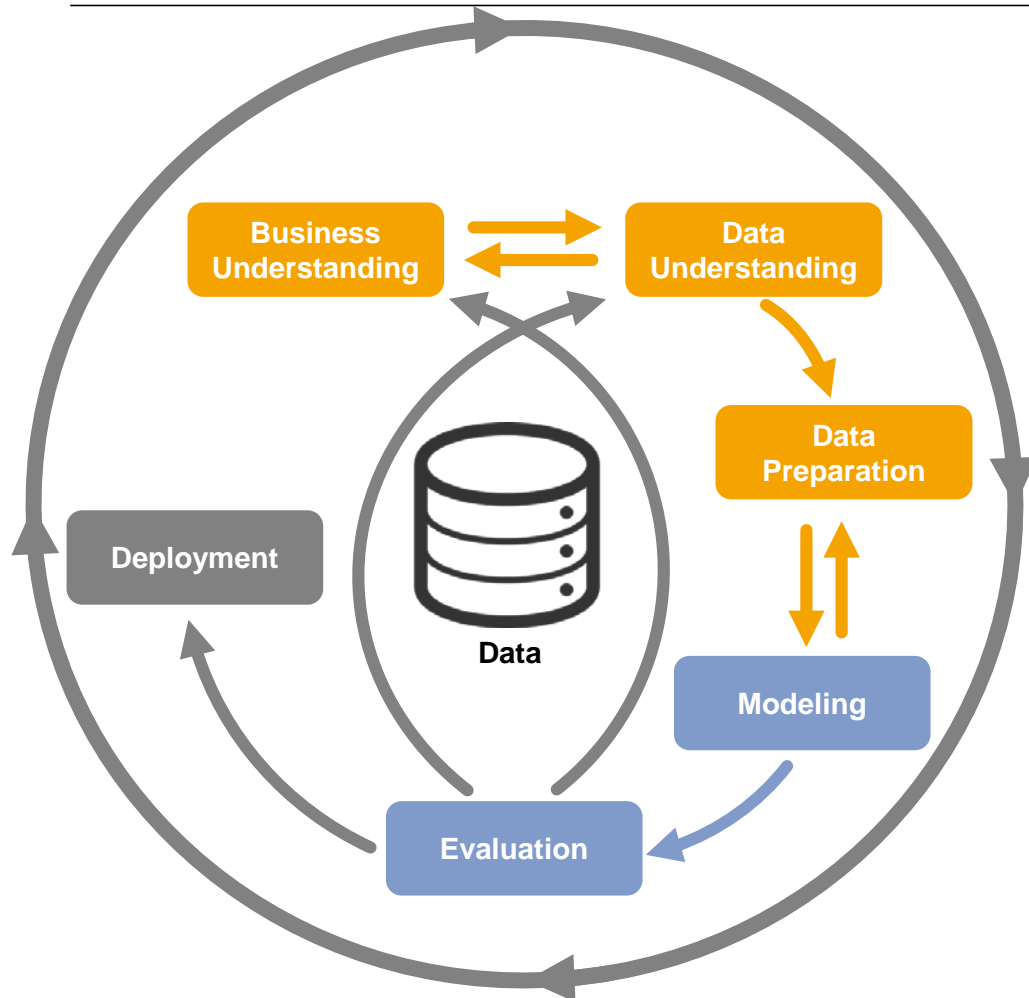 Business
Understanding
Data
Understanding
Data
Preparation
Deployment
Data
Modeling
Evaluation